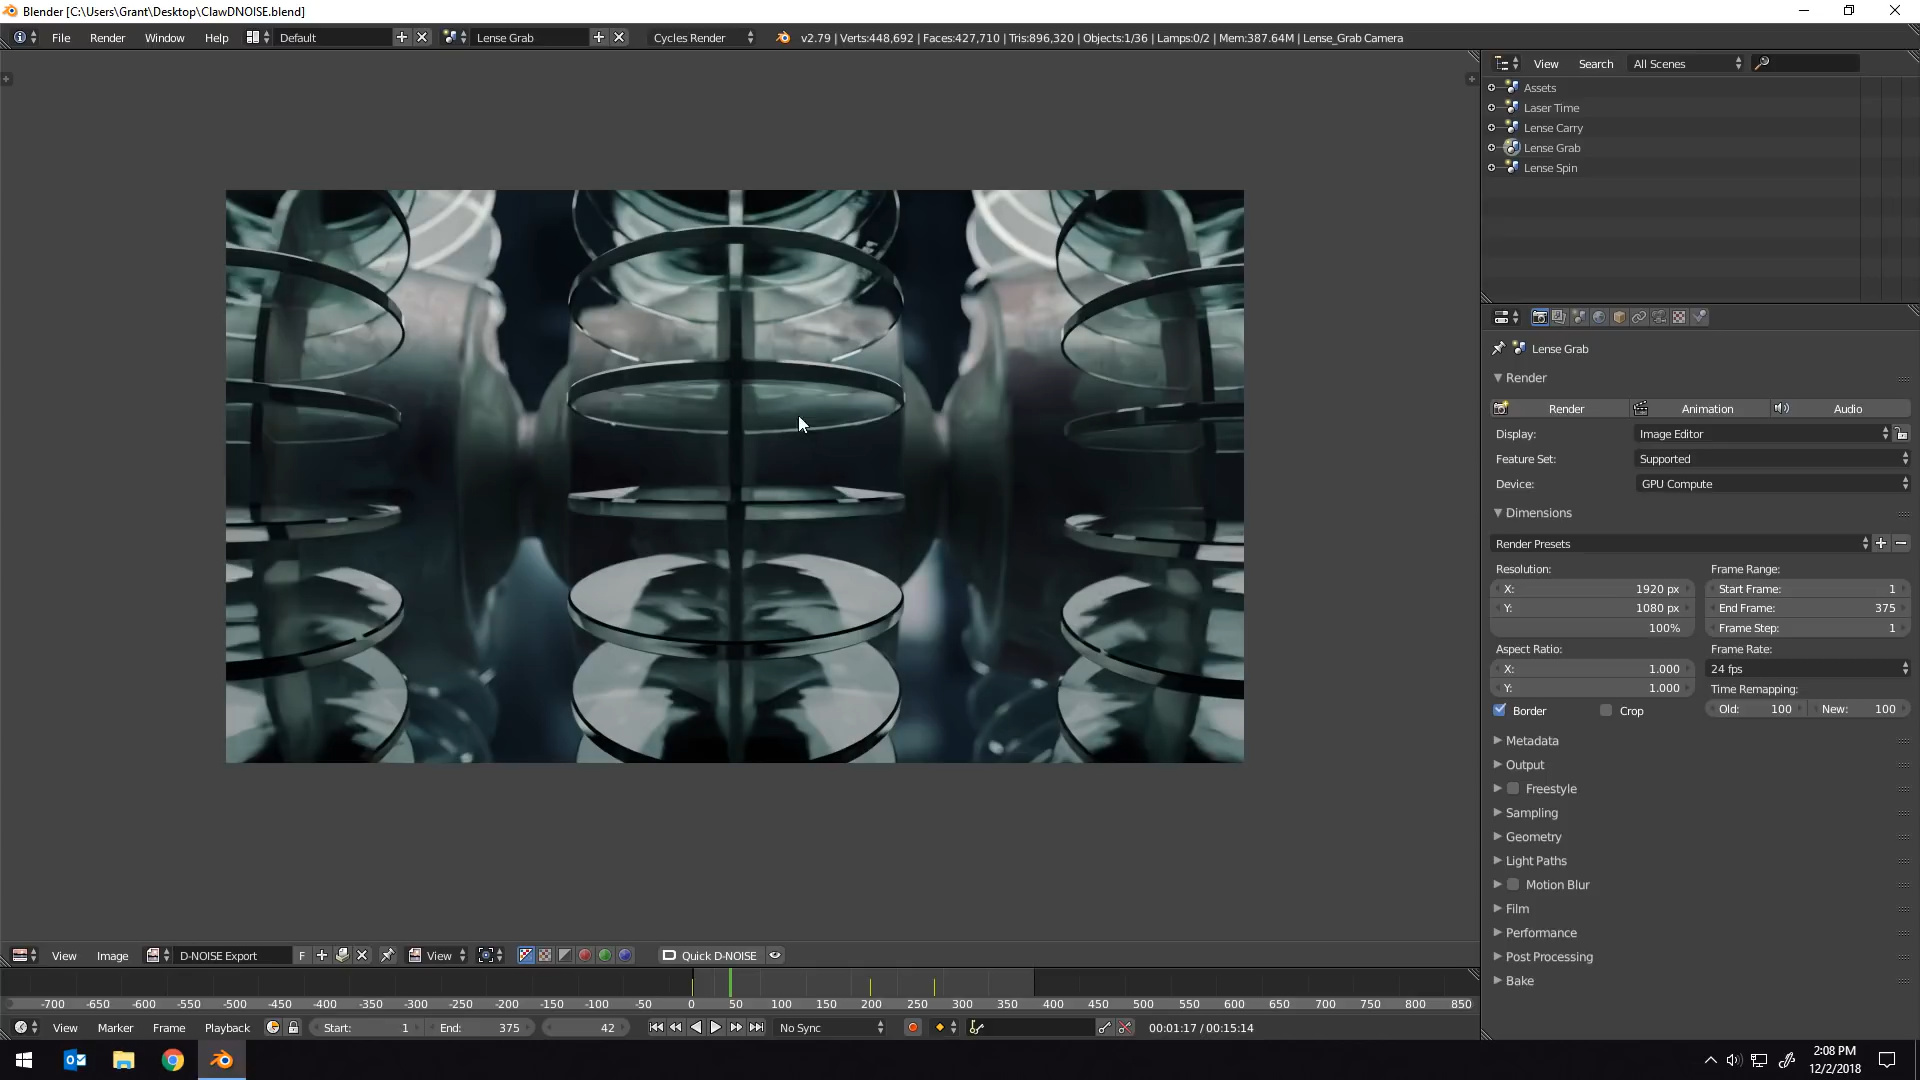 Blender [C:\Users\Grant\Desktop\ClawDNOISE.blend]
File Render Window Help Default Lense Grab Cycles Render v2.79 | Verts:448,692 | Faces:427,710 | Tris:896,320 | Objects:1/36 | Lamps:0/2 | Mem:387.64M | Lense_Grab Camera
View Search All Scenes
Assets
Laser Time
Lense Carry
Lense Grab
Lense Spin
Lense Grab
Render
Render Animation Audio
Display: Image Editor
Feature Set: Supported
Device: GPU Compute
Dimensions
Render Presets
Resolution: Frame Range:
X: 1920 px Start Frame: 1
Y: 1080 px End Frame: 375
100% Frame Step: 1
Aspect Ratio: Frame Rate:
X: 1.000 24 fps
Y: 1.000 Time Remapping:
Border Crop Old: 100 New: 100
Metadata
Output
Freestyle
Sampling
Geometry
Light Paths
Motion Blur
Film
Performance
Post Processing
Bake
View Image D-NOISE Export F View Quick D-NOISE
-700 -650 -600 -550 -500 -450 -400 -350 -300 -250 -200 -150 -100 -50 0 50 100 150 200 250 300 350 400 450 500 550 600 650 700 750 800 850
View Marker Frame Playback Start: 1 End: 375 42 No Sync 00:01:17 / 00:15:14
2:08 PM
12/2/2018